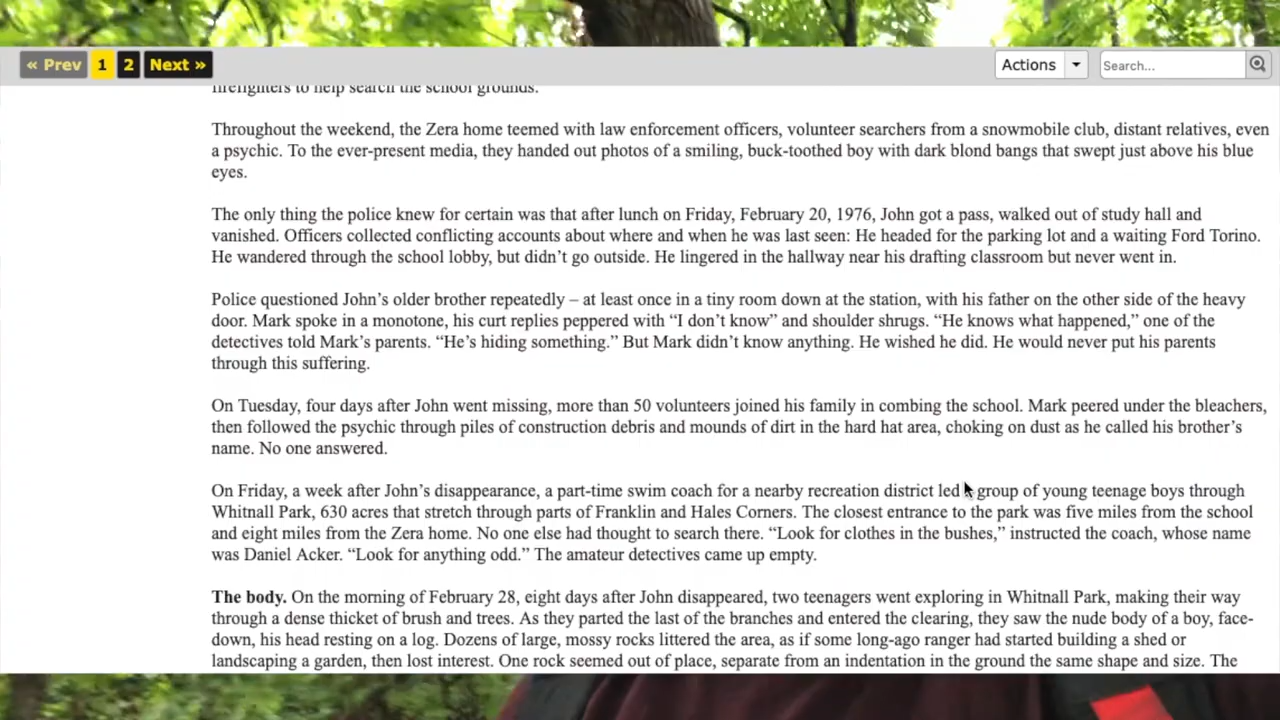 « Prev 1 2 Next » Actions Search...
firefighters to help search the school grounds.
Throughout the weekend, the Zera home teemed with law enforcement officers, volunteer searchers from a snowmobile club, distant relatives, even
a psychic. To the ever-present media, they handed out photos of a smiling, buck-toothed boy with dark blond bangs that swept just above his blue
eyes.
The only thing the police knew for certain was that after lunch on Friday, February 20, 1976, John got a pass, walked out of study hall and
vanished. Officers collected conflicting accounts about where and when he was last seen: He headed for the parking lot and a waiting Ford Torino.
He wandered through the school lobby, but didn’t go outside. He lingered in the hallway near his drafting classroom but never went in.
Police questioned John’s older brother repeatedly – at least once in a tiny room down at the station, with his father on the other side of the heavy
door. Mark spoke in a monotone, his curt replies peppered with “I don’t know” and shoulder shrugs. “He knows what happened,” one of the
detectives told Mark’s parents. “He’s hiding something.” But Mark didn’t know anything. He wished he did. He would never put his parents
through this suffering.
On Tuesday, four days after John went missing, more than 50 volunteers joined his family in combing the school. Mark peered under the bleachers,
then followed the psychic through piles of construction debris and mounds of dirt in the hard hat area, choking on dust as he called his brother’s
name. No one answered.
On Friday, a week after John’s disappearance, a part-time swim coach for a nearby recreation district led group of young teenage boys through
Whitnall Park, 630 acres that stretch through parts of Franklin and Hales Corners. The closest entrance to the park was five miles from the school
and eight miles from the Zera home. No one else had thought to search there. “Look for clothes in the bushes,” instructed the coach, whose name
was Daniel Acker. “Look for anything odd.” The amateur detectives came up empty.
The body. On the morning of February 28, eight days after John disappeared, two teenagers went exploring in Whitnall Park, making their way
through a dense thicket of brush and trees. As they parted the last of the branches and entered the clearing, they saw the nude body of a boy, face-
down, his head resting on a log. Dozens of large, mossy rocks littered the area, as if some long-ago ranger had started building a shed or
landscaping a garden, then lost interest. One rock seemed out of place, separate from an indentation in the ground the same shape and size. The